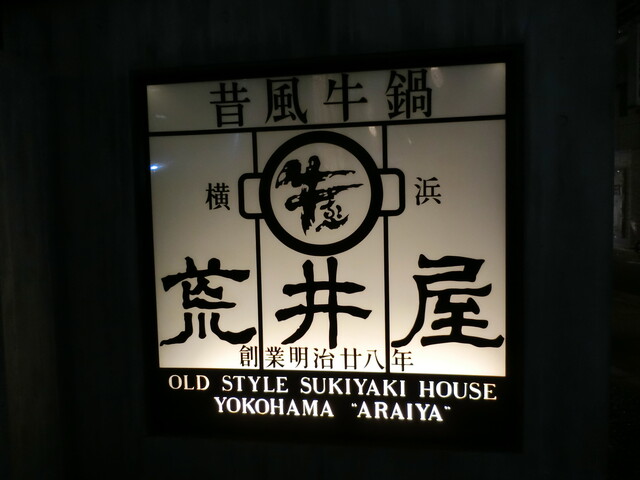 昔風牛鍋
横浜
荒井屋
創業明治廿八年
OLD STYLE SUKIYAKI HOUSE
YOKOHAMA "ARAIYA"